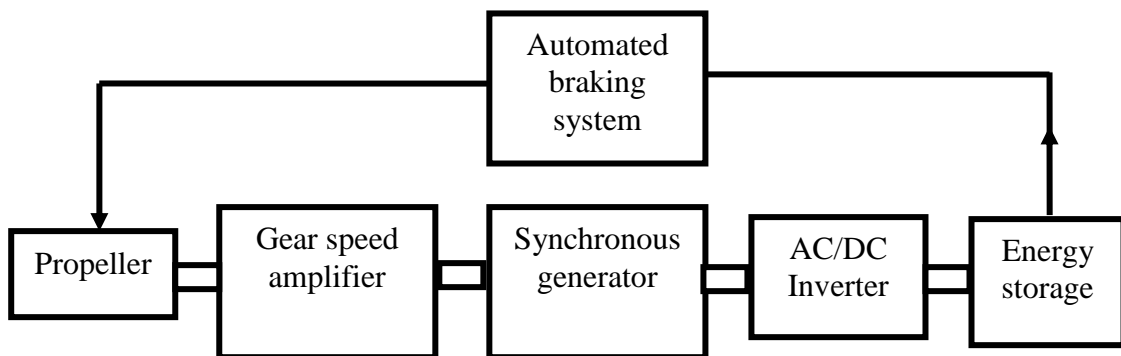 Automated
braking
system
Propeller
Gear speed
amplifier
Synchronous
generator
AC/DC
Inverter
Energy
storage